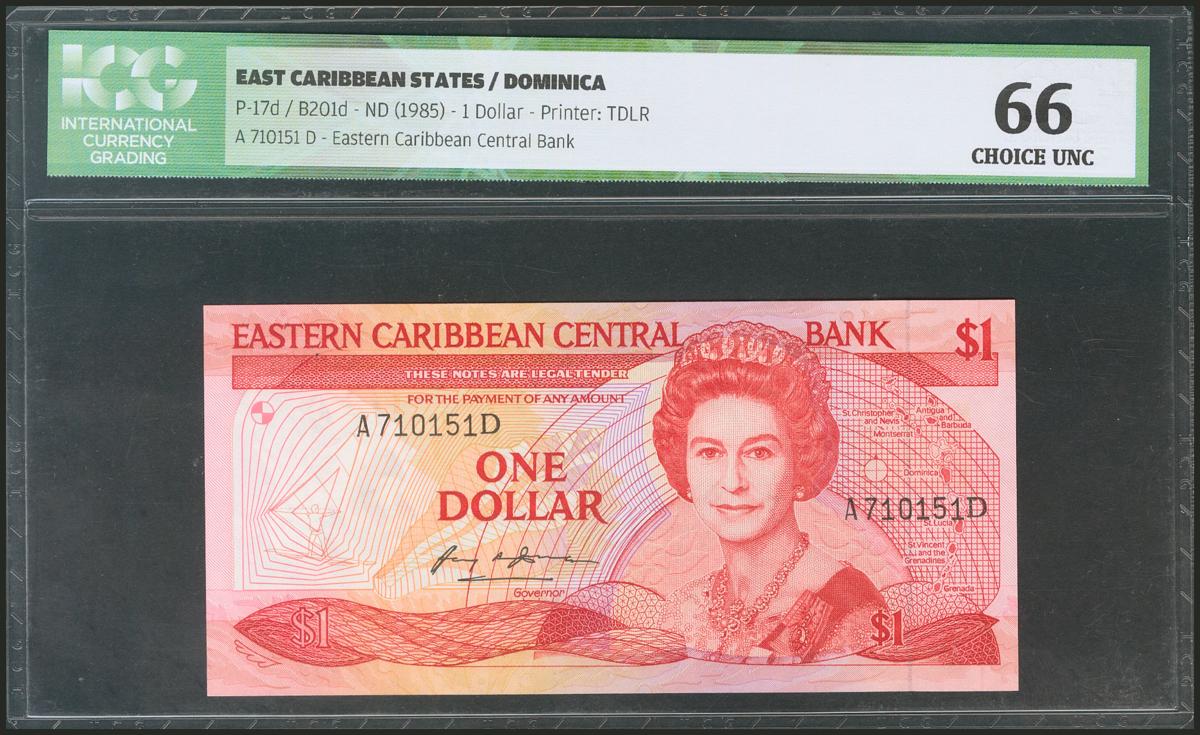 ICG
INTERNATIONAL
CURRENCY
GRADING
EAST CARIBBEAN STATES / DOMINICA
P-17d / B201d - ND (1985) - 1 Dollar - Printer: TDLR
A 710151 D - Eastern Caribbean Central Bank
66
CHOICE UNC
EASTERN CARIBBEAN CENTRAL BANK $1
THESE NOTES ARE LEGAL TENDER
FOR THE PAYMENT OF ANY AMOUNT
A710151D
ONE
DOLLAR
Governor
$1
St. Christopher
and Nevis
Antigua
and
Barbuda
Montserrat
Dominica
A710151D
St. Lucia
St. Vincent
and the
Grenadines
Grenada
$1